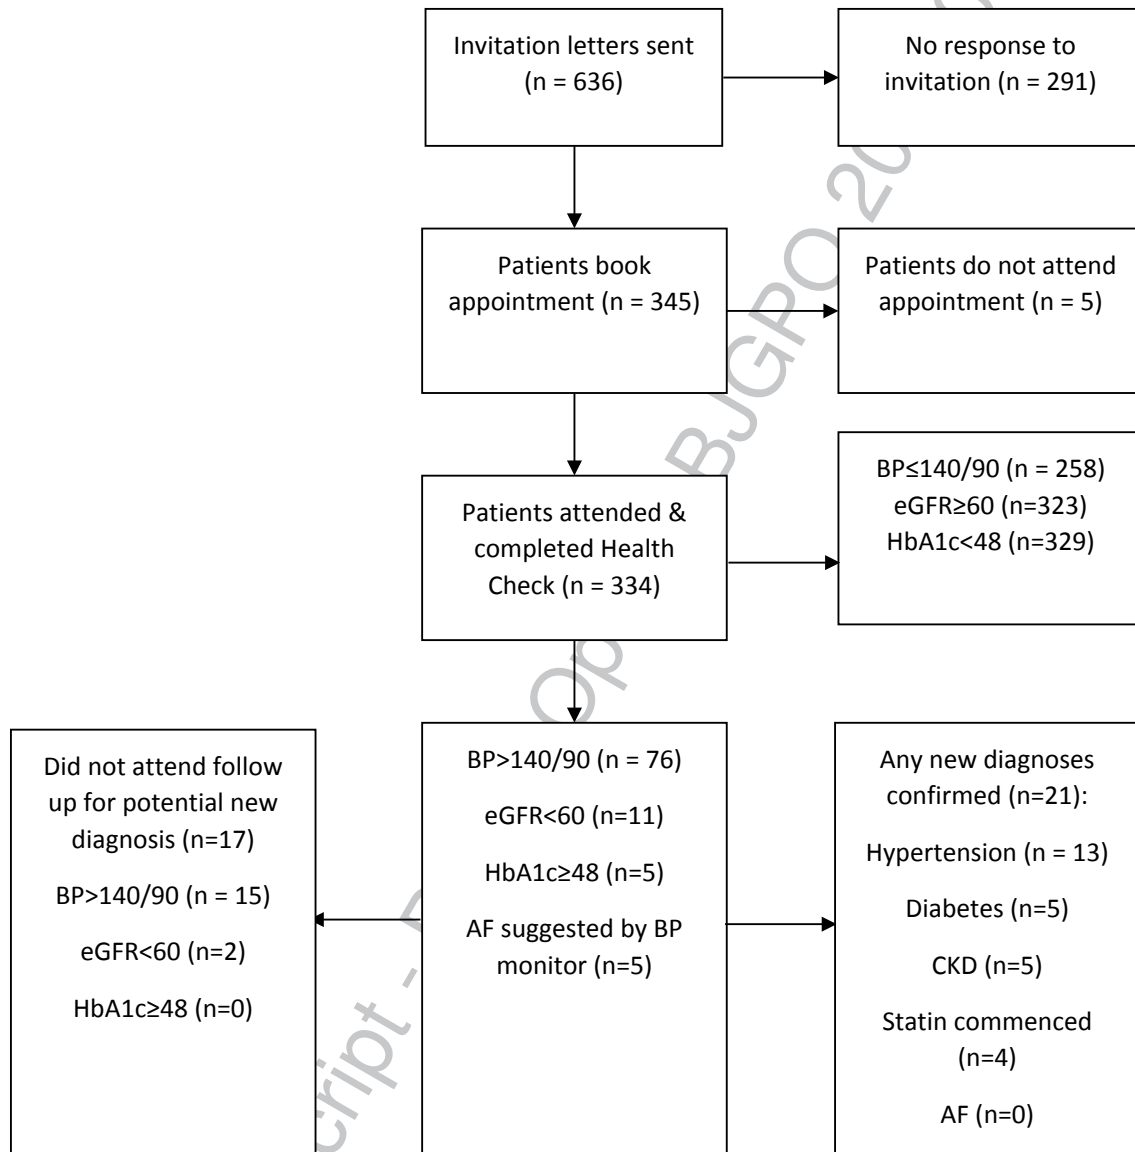 Invitation letters sent
(n = 636)
No response to
invitation (n = 291)
Patients book
appointment (n = 345)
Patients do not attend
appointment (n = 5)
Patients attended &
completed Health
Check (n = 334)
BP≤140/90 (n = 258)
eGFR≥60 (n=323)
HbA1c<48 (n=329)
Did not attend follow
up for potential new
diagnosis (n=17)
BP>140/90 (n = 15)
eGFR<60 (n=2)
HbA1c≥48 (n=0)
BP>140/90 (n = 76)
eGFR<60 (n=11)
HbA1c≥48 (n=5)
AF suggested by BP
monitor (n=5)
Any new diagnoses
confirmed (n=21):
Hypertension (n = 13)
Diabetes (n=5)
CKD (n=5)
Statin commenced
(n=4)
AF (n=0)
cript - Op BJGPO 20